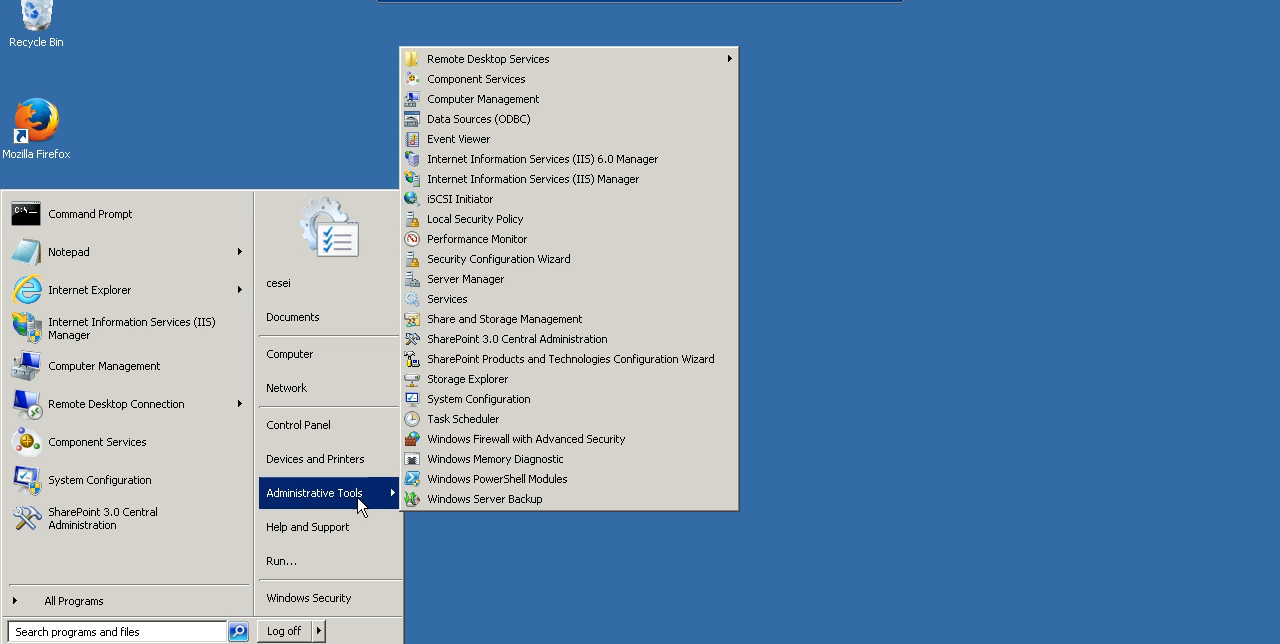 Recycle Bin
Mozilla Firefox
Command Prompt
Notepad
Internet Explorer
Internet Information Services (IIS)
Manager
Computer Management
Remote Desktop Connection
Component Services
System Configuration
SharePoint 3.0 Central
Administration
All Programs
Search programs and files
cesei
Documents
Computer
Network
Control Panel
Devices and Printers
Administrative Tools
Help and Support
Run...
Windows Security
Log off
Remote Desktop Services
Component Services
Computer Management
Data Sources (ODBC)
Event Viewer
Internet Information Services (IIS) 6.0 Manager
Internet Information Services (IIS) Manager
iSCSI Initiator
Local Security Policy
Performance Monitor
Security Configuration Wizard
Server Manager
Services
Share and Storage Management
SharePoint 3.0 Central Administration
SharePoint Products and Technologies Configuration Wizard
Storage Explorer
System Configuration
Task Scheduler
Windows Firewall with Advanced Security
Windows Memory Diagnostic
Windows PowerShell Modules
Windows Server Backup